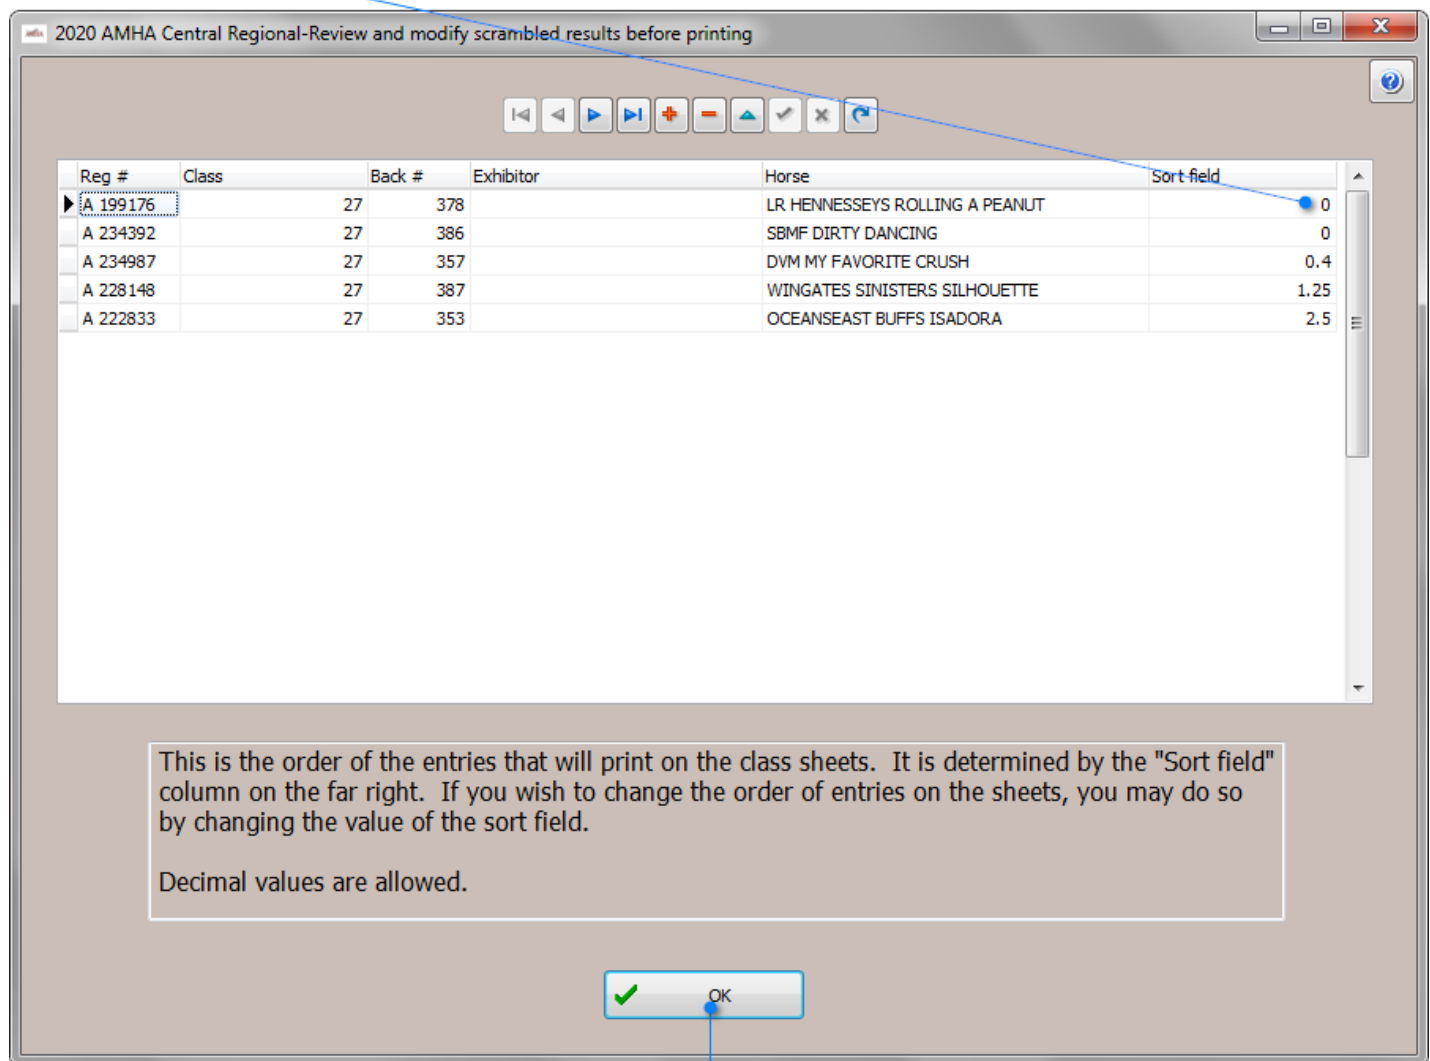 2020 AMHA Central Regional-Review and modify scrambled results before printing
Reg # Class Back # Exhibitor Horse Sort field
A 199176 27 378 LR HENNESSEYS ROLLING A PEANUT 0
A 234392 27 386 SBMF DIRTY DANCING 0
A 234987 27 357 DVM MY FAVORITE CRUSH 0.4
A 228148 27 387 WINGATES SINISTERS SILHOUETTE 1.25
A 222833 27 353 OCEANSEAST BUFFS ISADORA 2.5
This is the order of the entries that will print on the class sheets.  It is determined by the "Sort field"
column on the far right.  If you wish to change the order of entries on the sheets, you may do so
by changing the value of the sort field.
Decimal values are allowed.
OK